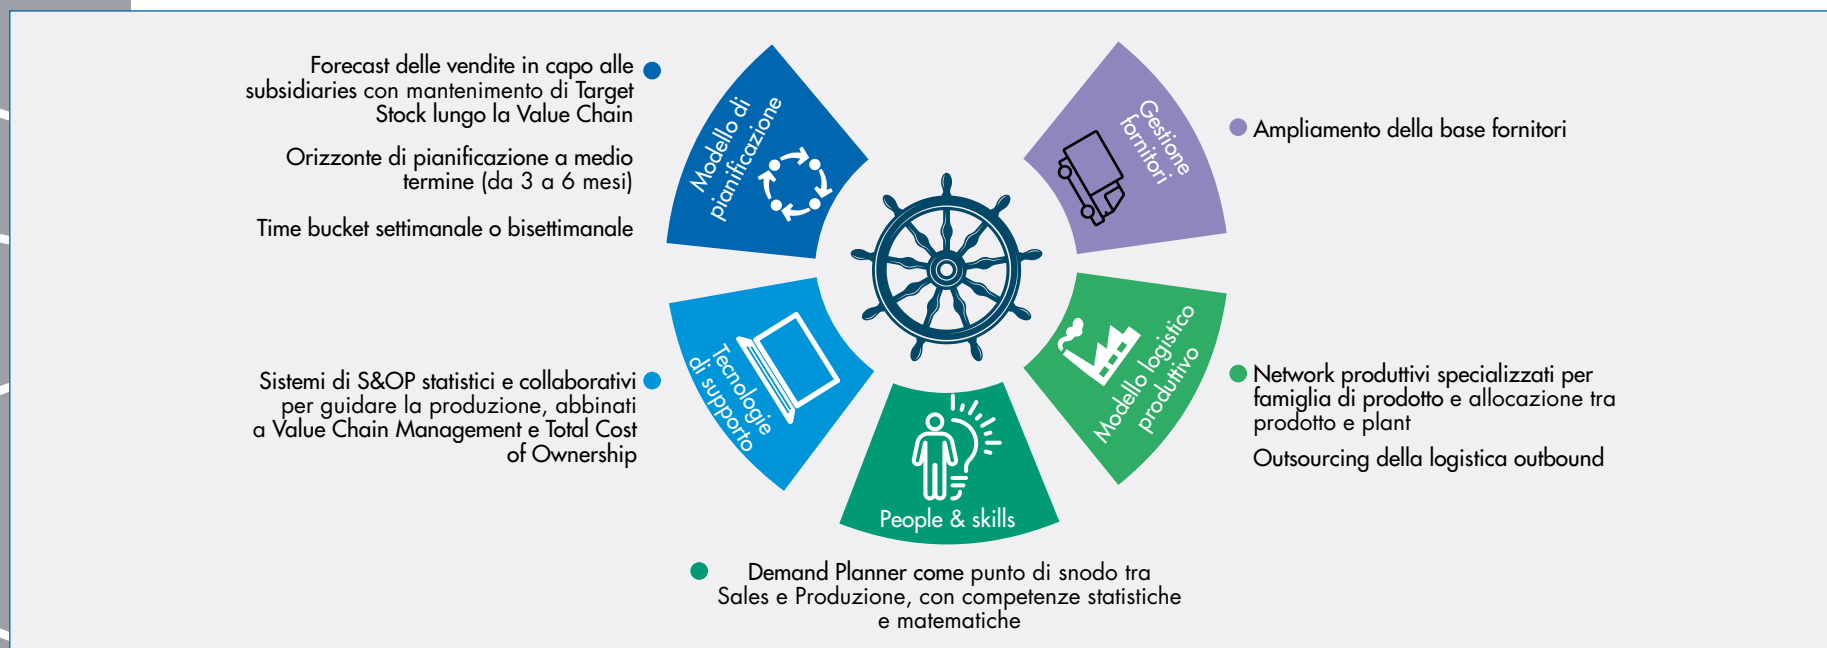 Forecast delle vendite in capo alle
subsidiaries con mantenimento di Target
Stock lungo la Value Chain
Orizzonte di pianificazione a medio
termine (da 3 a 6 mesi)
Time bucket settimanale o bisettimanale
Modello di
pianificazione
Gestione
fornitori
Ampliamento della base fornitori
Sistemi di S&OP statistici e collaborativi
per guidare la produzione, abbinati
a Value Chain Management e Total Cost
of Ownership
Tecnologie
di supporto
People & skills
Modello logistico
produttivo
Network produttivi specializzati per
famiglia di prodotto e allocazione tra
prodotto e plant
Outsourcing della logistica outbound
Demand Planner come punto di snodo tra
Sales e Produzione, con competenze statistiche
e matematiche